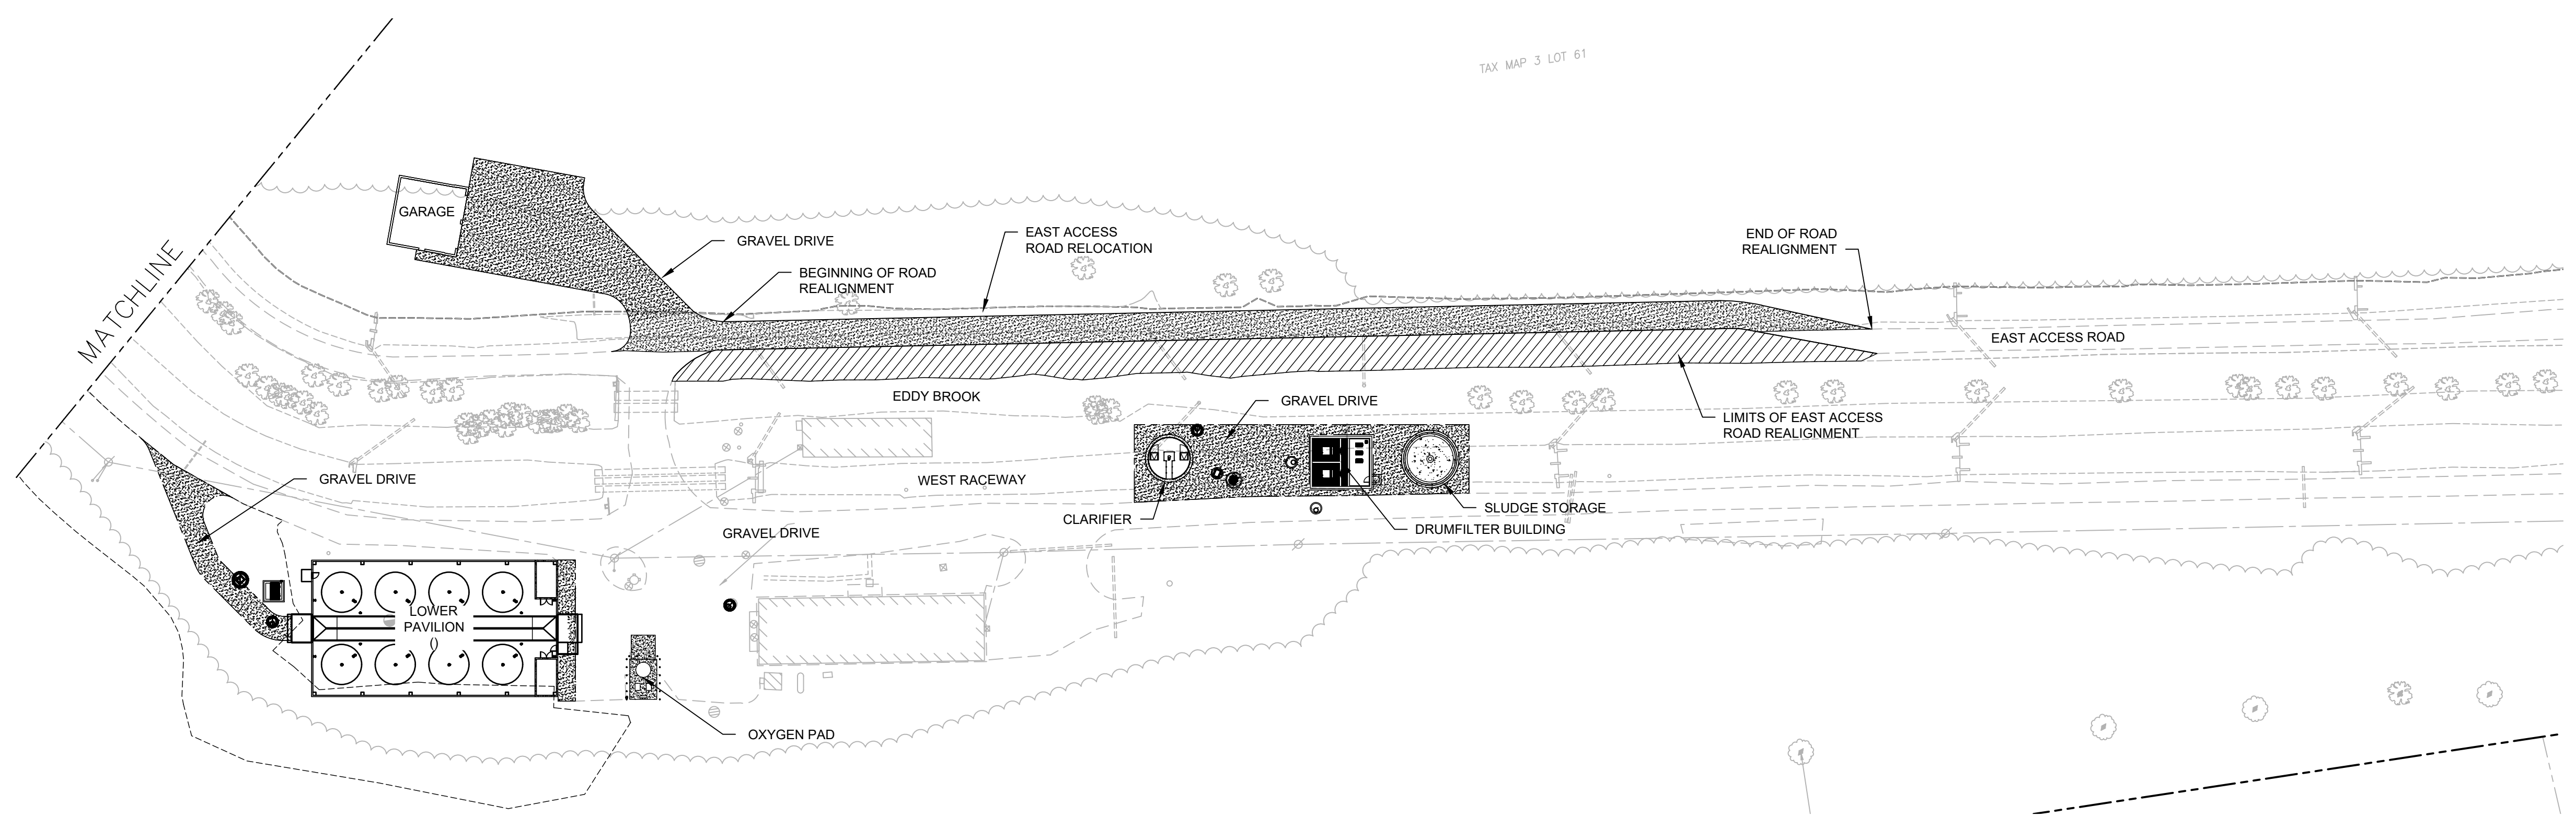 TAX MAP 3 LOT 61
MATCHLINE
GARAGE
GRAVEL DRIVE
EAST ACCESS
ROAD RELOCATION
BEGINNING OF ROAD
REALIGNMENT
END OF ROAD
REALIGNMENT
EAST ACCESS ROAD
EDDY BROOK
GRAVEL DRIVE
LIMITS OF EAST ACCESS
ROAD REALIGNMENT
GRAVEL DRIVE
WEST RACEWAY
CLARIFIER
SLUDGE STORAGE
DRUMFILTER BUILDING
GRAVEL DRIVE
LOWER
PAVILION
()
OXYGEN PAD